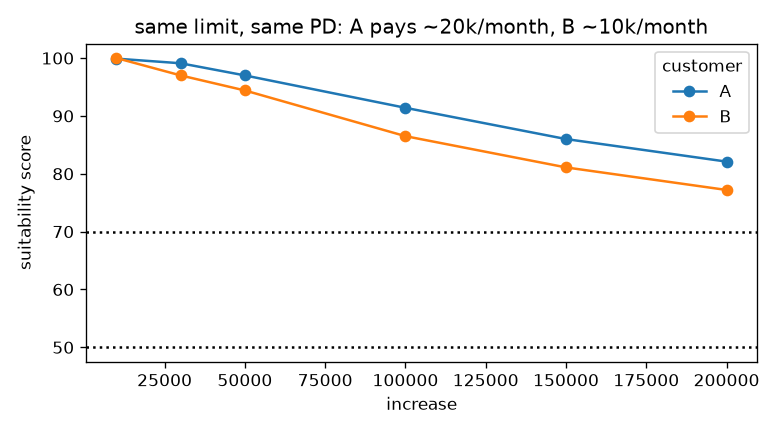 same limit, same PD: A pays ~20k/month, B ~10k/month
customer
A
B
suitability score
100
90
80
70
60
50
25000 50000 75000 100000 125000 150000 175000 200000
increase